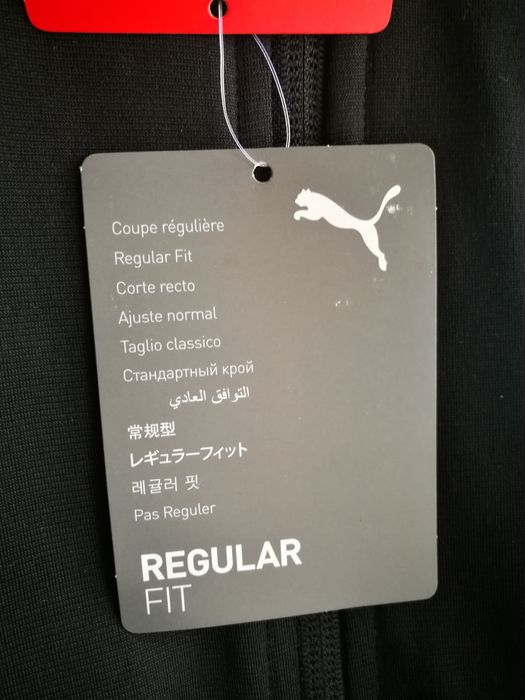 Coupe régulière
Regular Fit
Corte recto
Ajuste normal
Taglio classico
Стандартный крой
التوافق العادي
常规型
レギュラーフィット
레귤러 핏
Pas Reguler
REGULAR
FIT